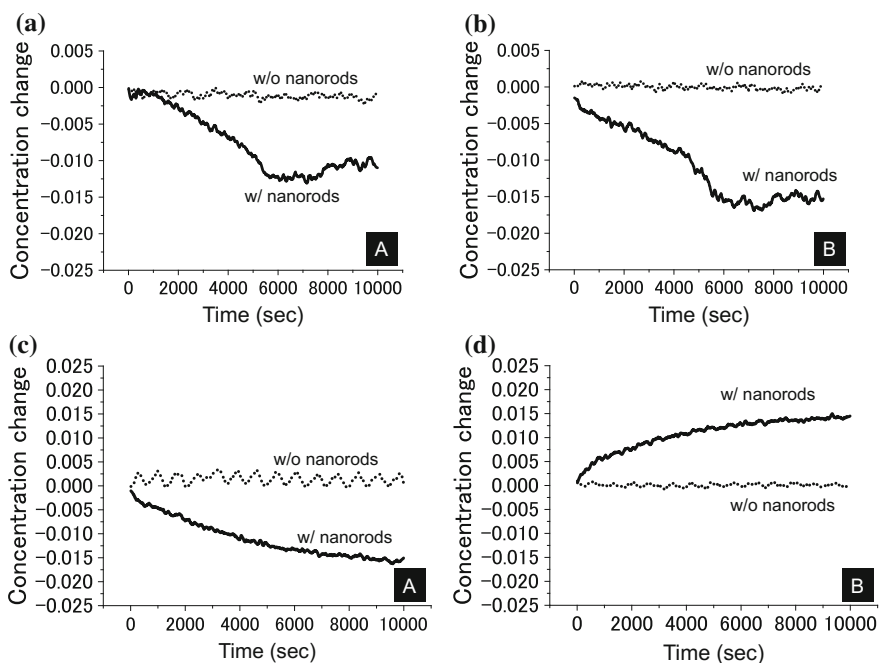 (a)
Concentration change
0.005
0.000
−0.005
−0.010
−0.015
−0.020
−0.025
w/o nanorods
w/ nanorods
A
0 2000 4000 6000 8000 10000
Time (sec)
(b)
Concentration change
0.005
0.000
−0.005
−0.010
−0.015
−0.020
−0.025
w/o nanorods
w/ nanorods
B
0 2000 4000 6000 8000 10000
Time (sec)
(c)
Concentration change
0.025
0.020
0.015
0.010
0.005
0.000
−0.005
−0.010
−0.015
−0.020
−0.025
w/o nanorods
w/ nanorods
A
0 2000 4000 6000 8000 10000
Time (sec)
(d)
Concentration change
0.025
0.020
0.015
0.010
0.005
0.000
−0.005
−0.010
−0.015
−0.020
−0.025
w/ nanorods
w/o nanorods
B
0 2000 4000 6000 8000 10000
Time (sec)